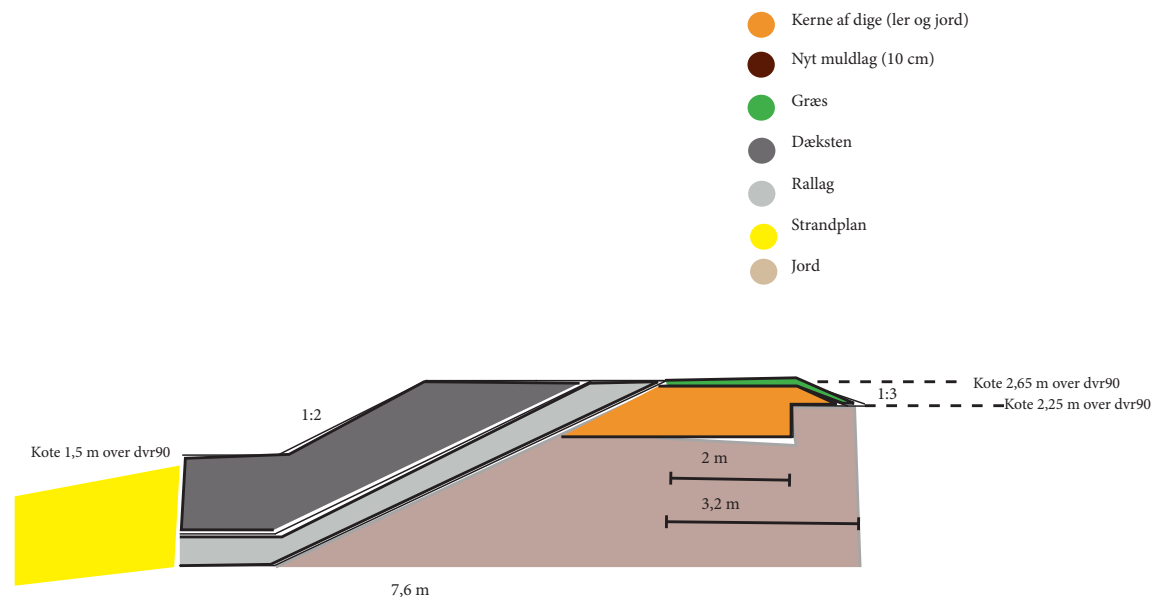 Kerne af dige (ler og jord)
Nyt muldlag (10 cm)
Græs
Dæksten
Rallag
Strandplan
Jord
Kote 2,65 m over dvr90
1:3
Kote 2,25 m over dvr90
1:2
Kote 1,5 m over dvr90
2 m
3,2 m
7,6 m